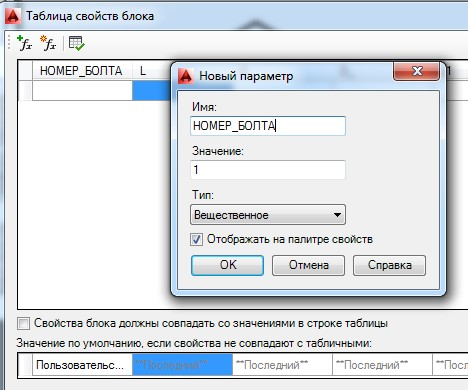 Таблица свойств блока
НОМЕР_БОЛТА L
Новый параметр
Имя:
НОМЕР_БОЛТА
Значение:
1
Тип:
Вещественное
Отображать на палитре свойств
OK Отмена Справка
Свойства блока должны совпадать со значениями в строке таблицы
Значение по умолчанию, если свойства не совпадают с табличными:
Пользовательс... **Последний** **Последний** **Последний** **Последний